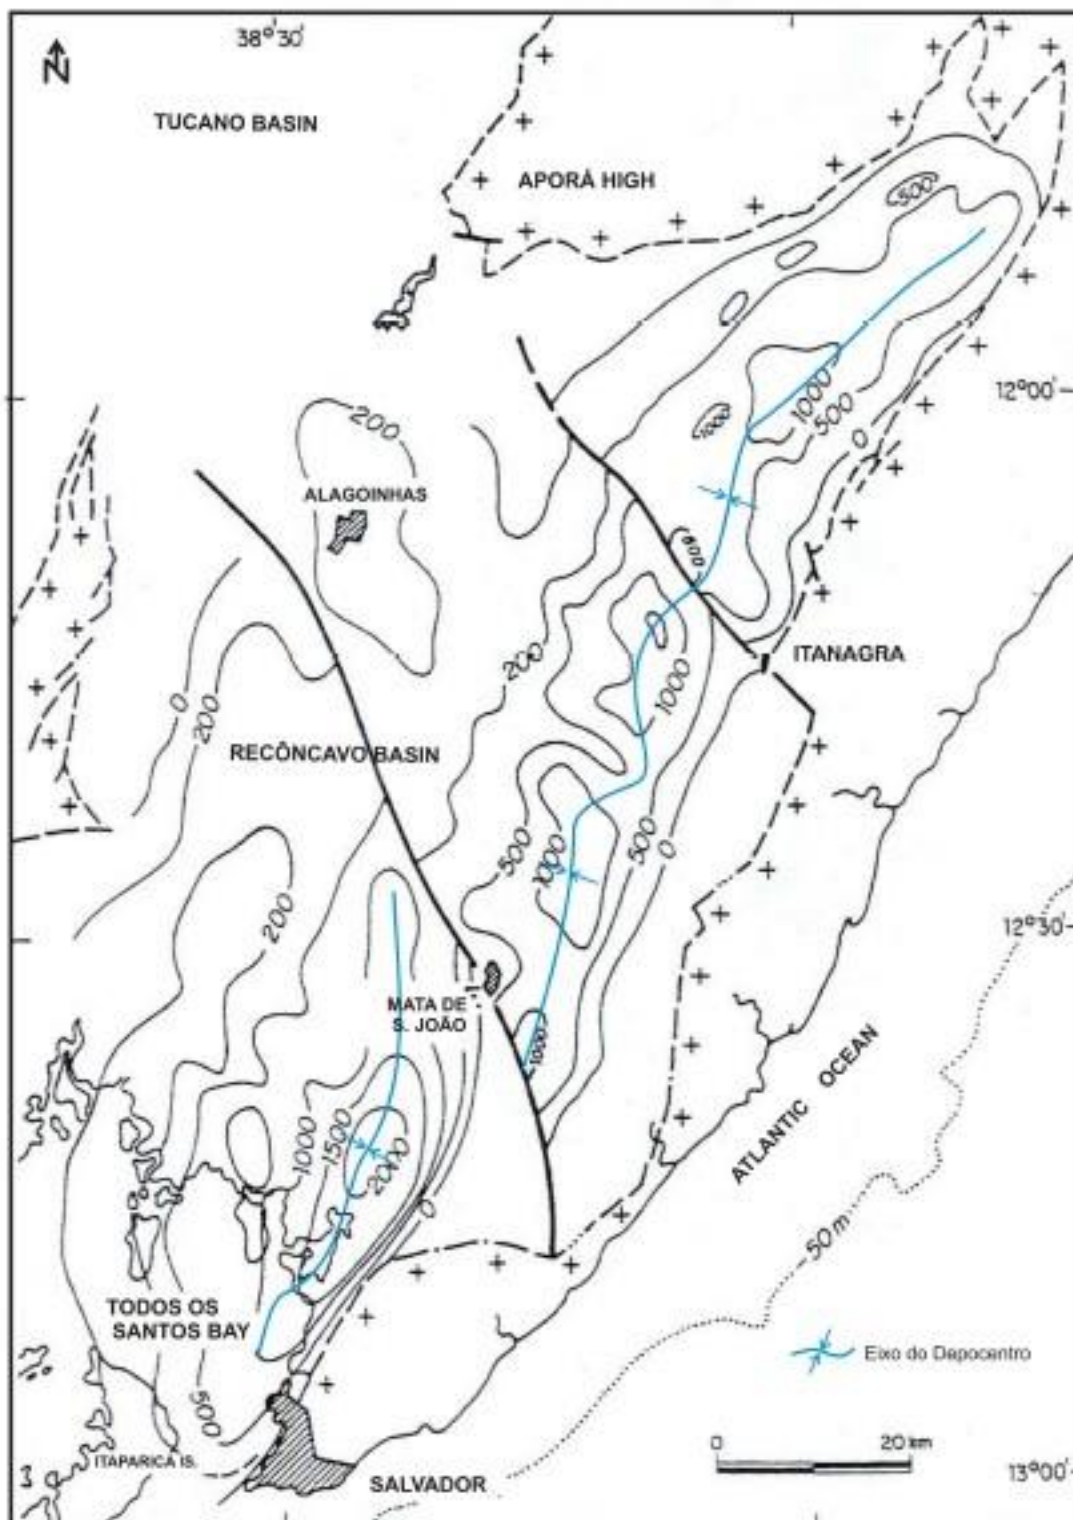 38°30'
N
TUCANO BASIN
APORÁ HIGH
500
12°00'
1000
500
1000
0
200
ALAGOINHAS
800
ITANAGRA
200
1000
0
200
RECÔNCAVO BASIN
500
1000
500
0
200
12°30'
MATA DE
S. JOÃO
1000
1000
1500
2000
0
ATLANTIC OCEAN
50 m
TODOS OS
SANTOS BAY
Eixo do Depocentro
500
0
20 km
ITAPARICA IS.
SALVADOR
13°00'